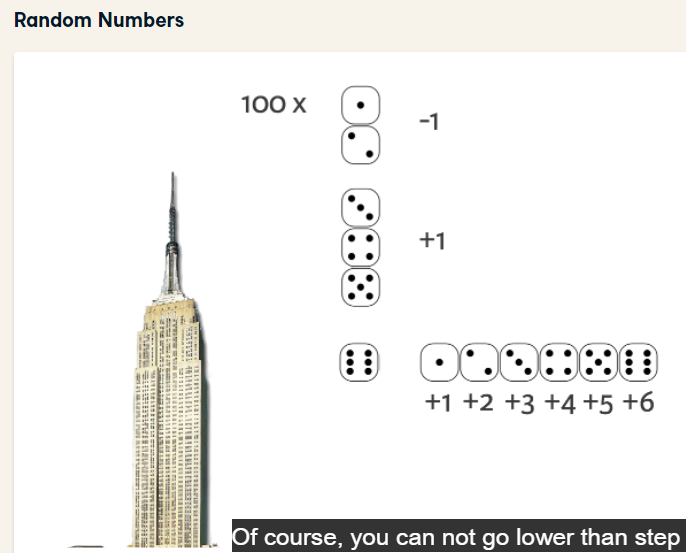 Random Numbers
100 x
-1
+1
+1 +2 +3 +4 +5 +6
Of course, you can not go lower than step